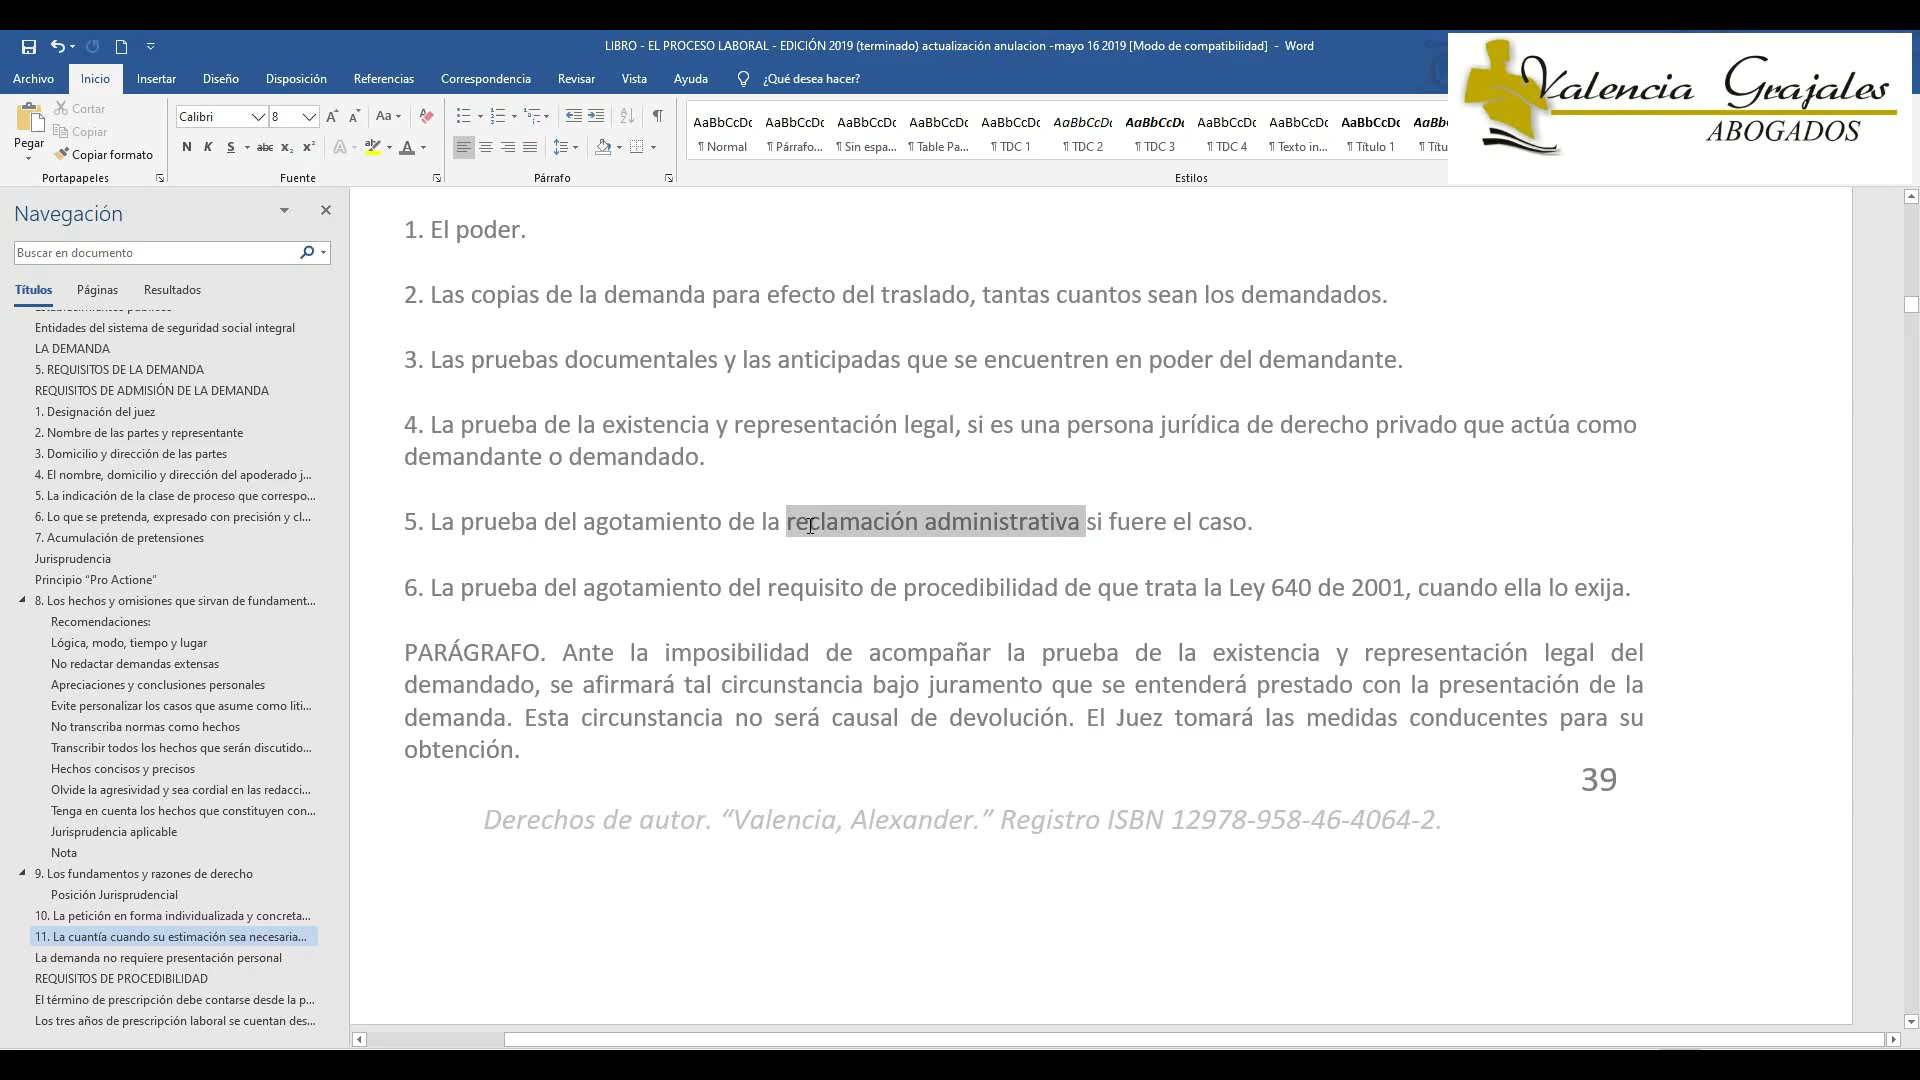 LIBRO - EL PROCESO LABORAL - EDICIÓN 2019 (terminado) actualización anulacion -mayo 16 2019 [Modo de compatibilidad] - Word
Archivo Inicio Insertar Diseño Disposición Referencias Correspondencia Revisar Vista Ayuda ¿Qué desea hacer?
Valencia Grajales
ABOGADOS
Pegar
Cortar
Copiar
Copiar formato
Portapapeles
Calibri 8
Aa
N K S abc x₂ x²
Fuente
Párrafo
AaBbCcDc AaBbCcDc AaBbCcDc AaBbCcDc AaBbCcDc AaBbCcDc AaBbCcDc AaBbCcDc AaBbCcDc AaBbCcDc AaBb
¶ Normal ¶ Párrafo... ¶ Sin espa... ¶ Table Pa... ¶ TDC 1 ¶ TDC 2 ¶ TDC 3 ¶ TDC 4 ¶ Texto in... ¶ Título 1 ¶ Títu
Estilos
Navegación
Buscar en documento
Títulos Páginas Resultados
Entidades del sistema de seguridad social integral
LA DEMANDA
5. REQUISITOS DE LA DEMANDA
REQUISITOS DE ADMISIÓN DE LA DEMANDA
1. Designación del juez
2. Nombre de las partes y representante
3. Domicilio y dirección de las partes
4. El nombre, domicilio y dirección del apoderado j...
5. La indicación de la clase de proceso que correspo...
6. Lo que se pretenda, expresado con precisión y cl...
7. Acumulación de pretensiones
Jurisprudencia
Principio “Pro Actione”
8. Los hechos y omisiones que sirvan de fundament...
Recomendaciones:
Lógica, modo, tiempo y lugar
No redactar demandas extensas
Apreciaciones y conclusiones personales
Evite personalizar los casos que asume como liti...
No transcriba normas como hechos
Transcribir todos los hechos que serán discutido...
Hechos concisos y precisos
Olvide la agresividad y sea cordial en las redacci...
Tenga en cuenta los hechos que constituyen con...
Jurisprudencia aplicable
Nota
9. Los fundamentos y razones de derecho
Posición Jurisprudencial
10. La petición en forma individualizada y concreta...
11. La cuantía cuando su estimación sea necesaria...
La demanda no requiere presentación personal
REQUISITOS DE PROCEDIBILIDAD
El término de prescripción debe contarse desde la p...
Los tres años de prescripción laboral se cuentan des...
1. El poder.
2. Las copias de la demanda para efecto del traslado, tantas cuantos sean los demandados.
3. Las pruebas documentales y las anticipadas que se encuentren en poder del demandante.
4. La prueba de la existencia y representación legal, si es una persona jurídica de derecho privado que actúa como
demandante o demandado.
5. La prueba del agotamiento de la reclamación administrativa si fuere el caso.
6. La prueba del agotamiento del requisito de procedibilidad de que trata la Ley 640 de 2001, cuando ella lo exija.
PARÁGRAFO. Ante la imposibilidad de acompañar la prueba de la existencia y representación legal del
demandado, se afirmará tal circunstancia bajo juramento que se entenderá prestado con la presentación de la
demanda. Esta circunstancia no será causal de devolución. El Juez tomará las medidas conducentes para su
obtención.
39
Derechos de autor. “Valencia, Alexander.” Registro ISBN 12978-958-46-4064-2.